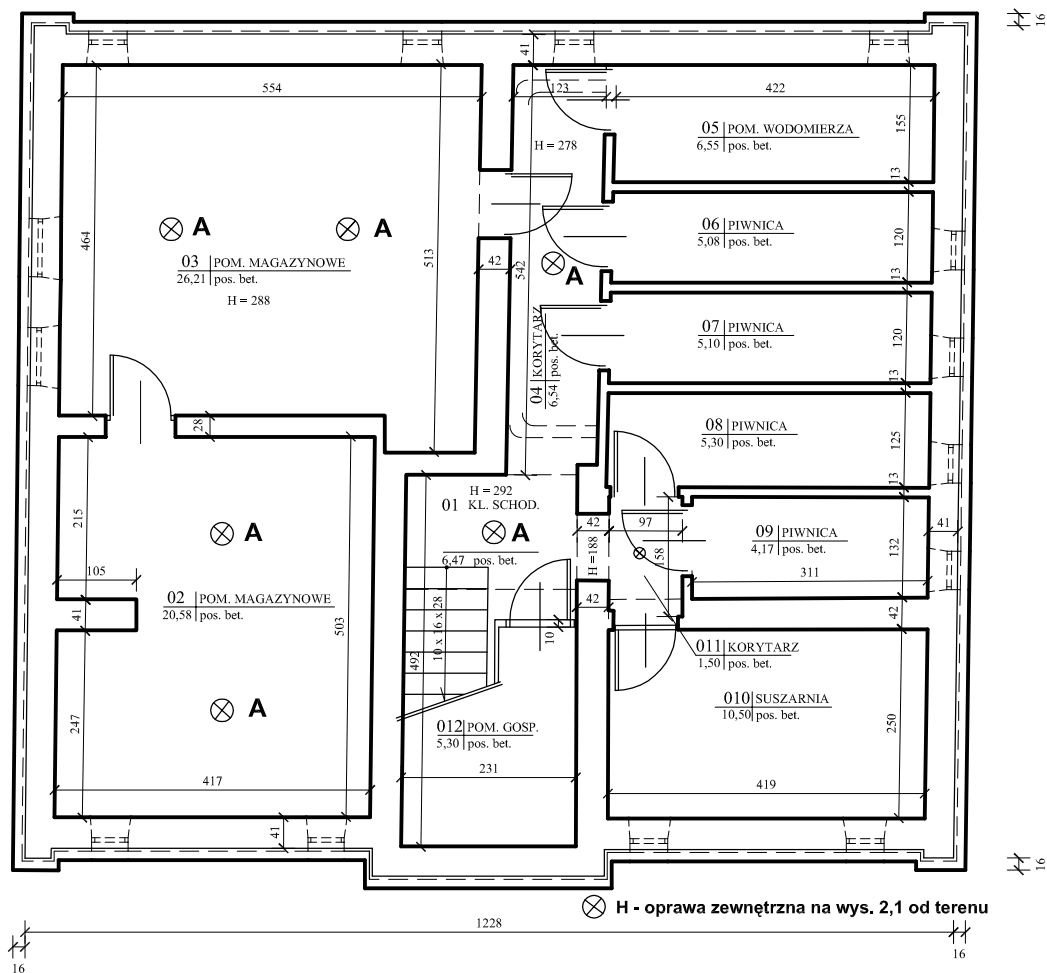 16
41
554
123
422
155
05 POM. WODOMIERZA
6,55 pos. bet.
H = 278
13
06 PIWNICA
5,08 pos. bet.
120
A
A
464
513
42
542
A
03 POM. MAGAZYNOWE
26,21 pos. bet.
H = 288
13
07 PIWNICA
5,10 pos. bet.
120
04 KORYTARZ
6,54 pos. bet.
13
28
08 PIWNICA
5,30 pos. bet.
125
H = 292
01 KL. SCHOD.
A
6,47 pos. bet.
42
97
H =188
158
09 PIWNICA
4,17 pos. bet.
132
41
311
215
A
105
02 POM. MAGAZYNOWE
20,58 pos. bet.
41
503
10 x 16 x 28
42
42
10
492
011 KORYTARZ
1,50 pos. bet.
010 SUSZARNIA
10,50 pos. bet.
250
A
247
012 POM. GOSP.
5,30 pos. bet.
231
417
419
41
16
H - oprawa zewnętrzna na wys. 2,1 od terenu
1228
16
16